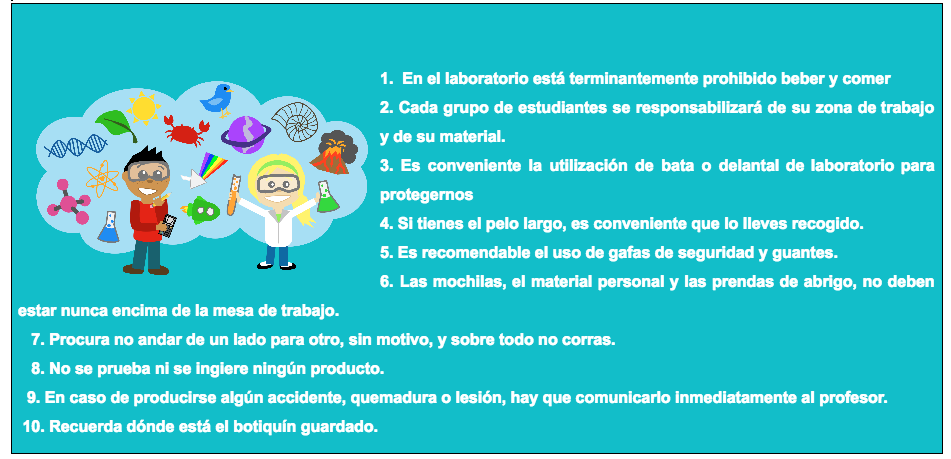 1. En el laboratorio está terminantemente prohibido beber y comer
2. Cada grupo de estudiantes se responsabilizará de su zona de trabajo
y de su material.
3. Es conveniente la utilización de bata o delantal de laboratorio para
protegernos
4. Si tienes el pelo largo, es conveniente que lo lleves recogido.
5. Es recomendable el uso de gafas de seguridad y guantes.
6. Las mochilas, el material personal y las prendas de abrigo, no deben
estar nunca encima de la mesa de trabajo.
7. Procura no andar de un lado para otro, sin motivo, y sobre todo no corras.
8. No se prueba ni se ingiere ningún producto.
9. En caso de producirse algún accidente, quemadura o lesión, hay que comunicarlo inmediatamente al profesor.
10. Recuerda dónde está el botiquín guardado.